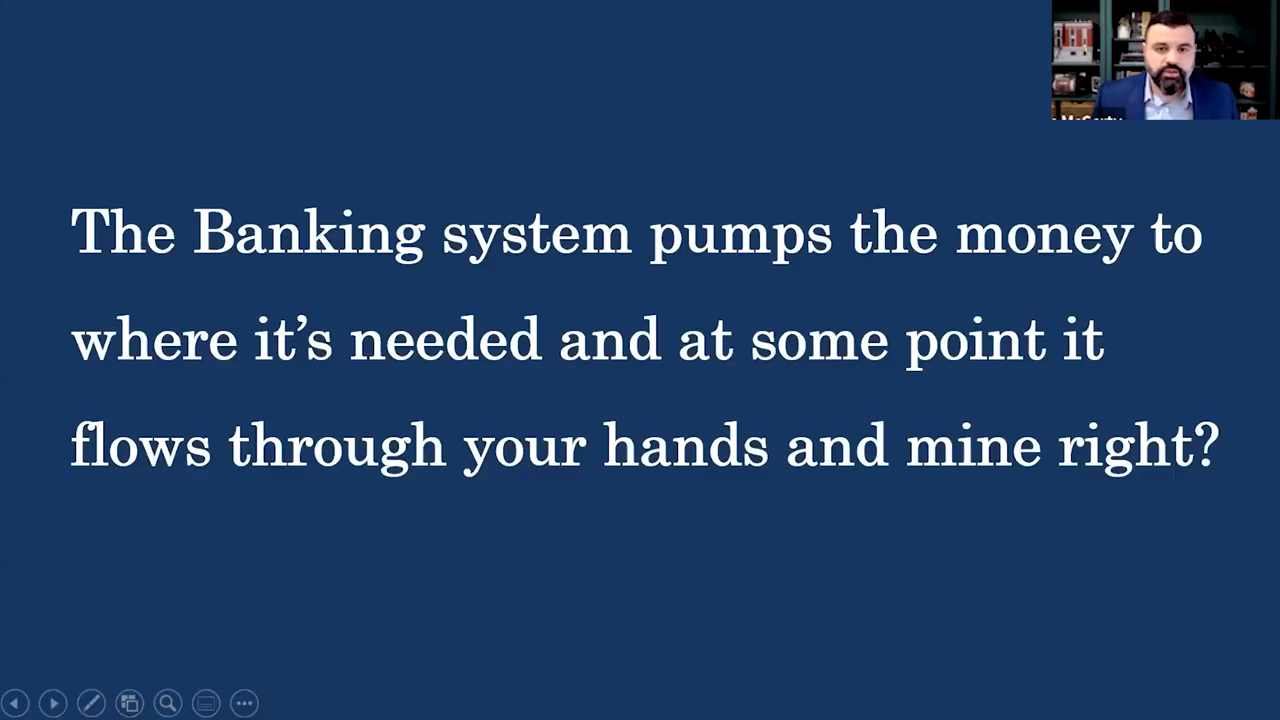 The Banking system pumps the money to
where it’s needed and at some point it
flows through your hands and mine right?